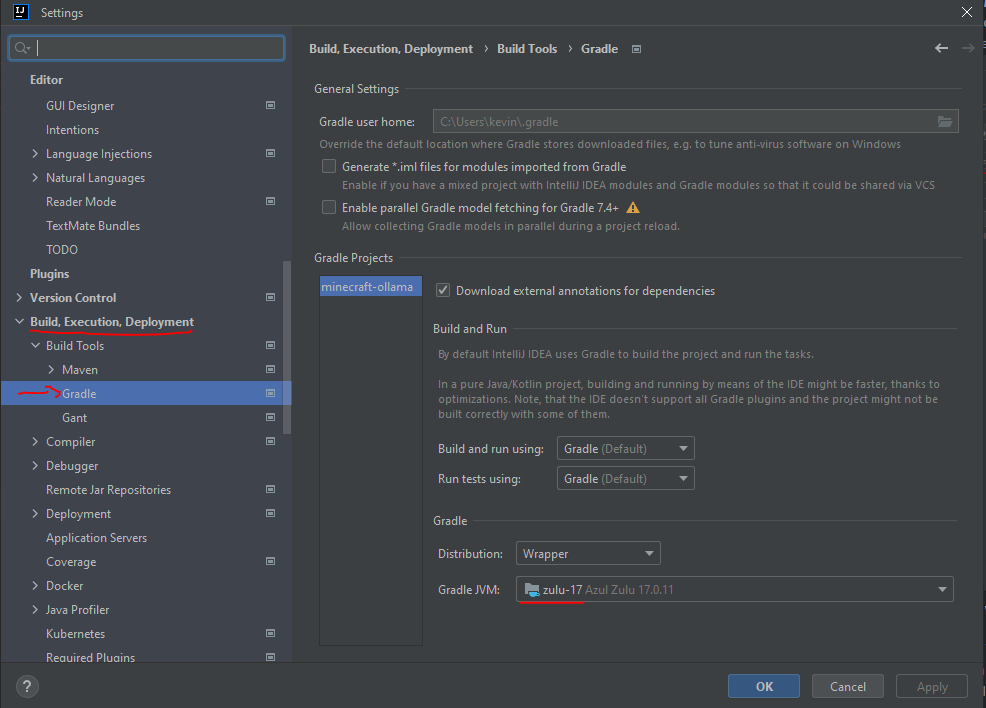 IJ Settings
Editor
GUI Designer
Intentions
Language Injections
Natural Languages
Reader Mode
TextMate Bundles
TODO
Plugins
Version Control
Build, Execution, Deployment
Build Tools
Maven
Gradle
Gant
Compiler
Debugger
Remote Jar Repositories
Deployment
Application Servers
Coverage
Docker
Java Profiler
Kubernetes
Required Plugins
Build, Execution, Deployment › Build Tools › Gradle
General Settings
Gradle user home: C:\Users\kevin\.gradle
Override the default location where Gradle stores downloaded files, e.g. to tune anti-virus software on Windows
Generate *.iml files for modules imported from Gradle
Enable if you have a mixed project with IntelliJ IDEA modules and Gradle modules so that it could be shared via VCS
Enable parallel Gradle model fetching for Gradle 7.4+
Allow collecting Gradle models in parallel during a project reload.
Gradle Projects
minecraft-ollama
Download external annotations for dependencies
Build and Run
By default IntelliJ IDEA uses Gradle to build the project and run the tasks.
In a pure Java/Kotlin project, building and running by means of the IDE might be faster, thanks to
optimizations. Note, that the IDE doesn't support all Gradle plugins and the project might not be
built correctly with some of them.
Build and run using: Gradle (Default)
Run tests using: Gradle (Default)
Gradle
Distribution: Wrapper
Gradle JVM: zulu-17 Azul Zulu 17.0.11
? OK Cancel Apply